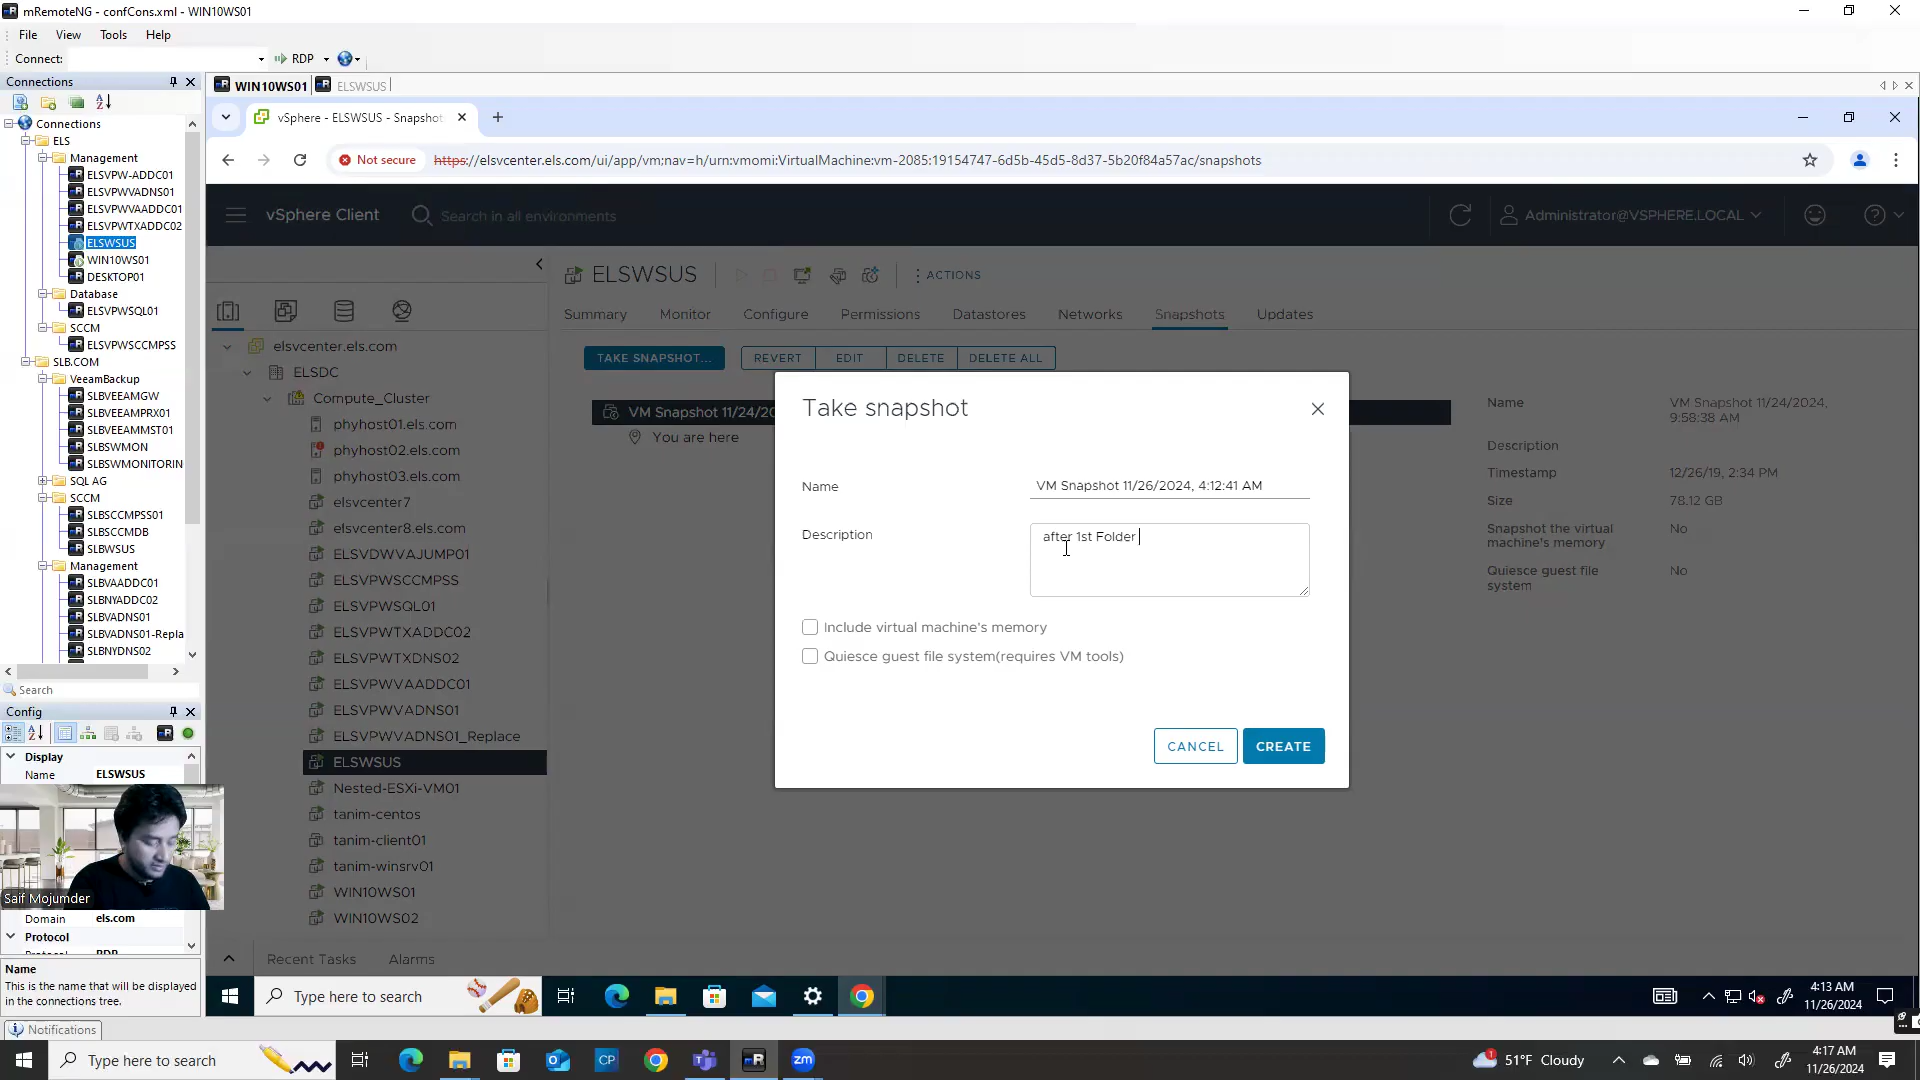 mRemoteNG - confCons.xml - WIN10WS01
File View Tools Help
Connect: RDP
Connections
Connections
ELS
Management
ELSVPW-ADDC01
ELSVPWVADNS01
ELSVPWVAADDC01
ELSVPWTXADDC02
ELSWSUS
WIN10WS01
DESKTOP01
Database
ELSVPWSQL01
SCCM
ELSVPWSCCMPSS
SLB.COM
VeeamBackup
SLBVEEAMGW
SLBVEEAMPRX01
SLBVEEAMMST01
SLBSWMON
SLBSWMONITORIN
SQL AG
SCCM
SLBSCCMPSS01
SLBSCCMDB
SLBWSUS
Management
SLBVAADDC01
SLBNYADDC02
SLBVADNS01
SLBVADNS01-Repla
SLBNYDNS02
Search
Config
Display
Name ELSWSUS
Saif Mojumder
Domain els.com
Protocol
Name
This is the name that will be displayed
in the connections tree.
Notifications
WIN10WS01 ELSWSUS
vSphere - ELSWSUS - Snapshot
Not secure https://elsvcenter.els.com/ui/app/vm;nav=h/urn:vmomi:VirtualMachine:vm-2085:19154747-6d5b-45d5-8d37-5b20f84a57ac/snapshots
vSphere Client Search in all environments Administrator@VSPHERE.LOCAL
elsvcenter.els.com
ELSDC
Compute_Cluster
phyhost01.els.com
phyhost02.els.com
phyhost03.els.com
elsvcenter7
elsvcenter8.els.com
ELSVDWVAJUMP01
ELSVPWSCCMPSS
ELSVPWSQL01
ELSVPWTXADDC02
ELSVPWTXDNS02
ELSVPWVAADDC01
ELSVPWVADNS01
ELSVPWVADNS01_Replace
ELSWSUS
Nested-ESXi-VM01
tanim-centos
tanim-client01
tanim-winsrv01
WIN10WS01
WIN10WS02
ELSWSUS ACTIONS
Summary Monitor Configure Permissions Datastores Networks Snapshots Updates
TAKE SNAPSHOT... REVERT EDIT DELETE DELETE ALL
VM Snapshot 11/24/20
You are here
Name VM Snapshot 11/24/2024, 9:58:38 AM
Description
Timestamp 12/26/19, 2:34 PM
Size 78.12 GB
Snapshot the virtual machine's memory No
Quiesce guest file system No
Take snapshot
Name VM Snapshot 11/26/2024, 4:12:41 AM
Description after 1st Folder
Include virtual machine's memory
Quiesce guest file system(requires VM tools)
CANCEL CREATE
Recent Tasks Alarms
Type here to search 4:13 AM
11/26/2024
Type here to search CP zm 1 51°F Cloudy 4:17 AM
11/26/2024